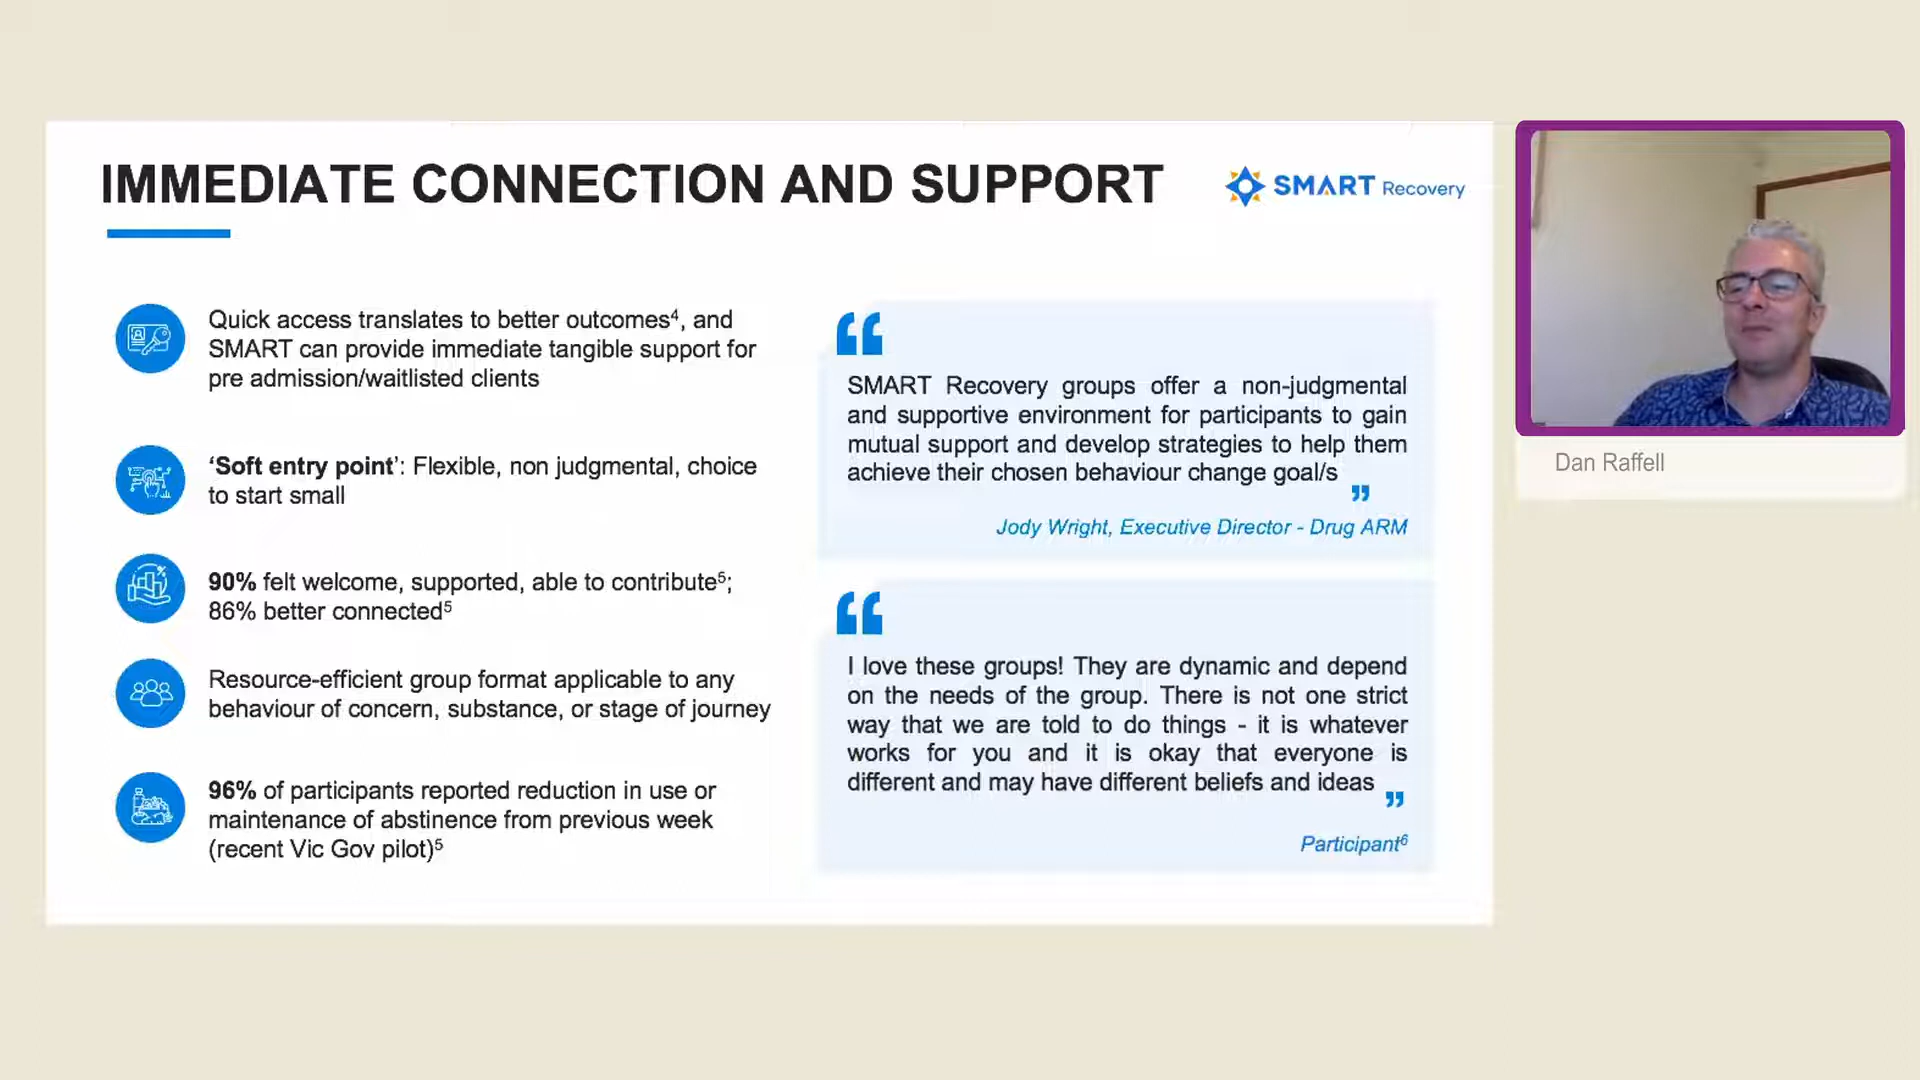 IMMEDIATE CONNECTION AND SUPPORT
SMART Recovery
Quick access translates to better outcomes⁴, and
SMART can provide immediate tangible support for
pre admission/waitlisted clients
‘Soft entry point’: Flexible, non judgmental, choice
to start small
90% felt welcome, supported, able to contribute⁵;
86% better connected⁵
Resource-efficient group format applicable to any
behaviour of concern, substance, or stage of journey
96% of participants reported reduction in use or
maintenance of abstinence from previous week
(recent Vic Gov pilot)⁵
“
SMART Recovery groups offer a non-judgmental
and supportive environment for participants to gain
mutual support and develop strategies to help them
achieve their chosen behaviour change goal/s
”
Jody Wright, Executive Director - Drug ARM
“
I love these groups! They are dynamic and depend
on the needs of the group. There is not one strict
way that we are told to do things - it is whatever
works for you and it is okay that everyone is
different and may have different beliefs and ideas
”
Participant⁶
Dan Raffell